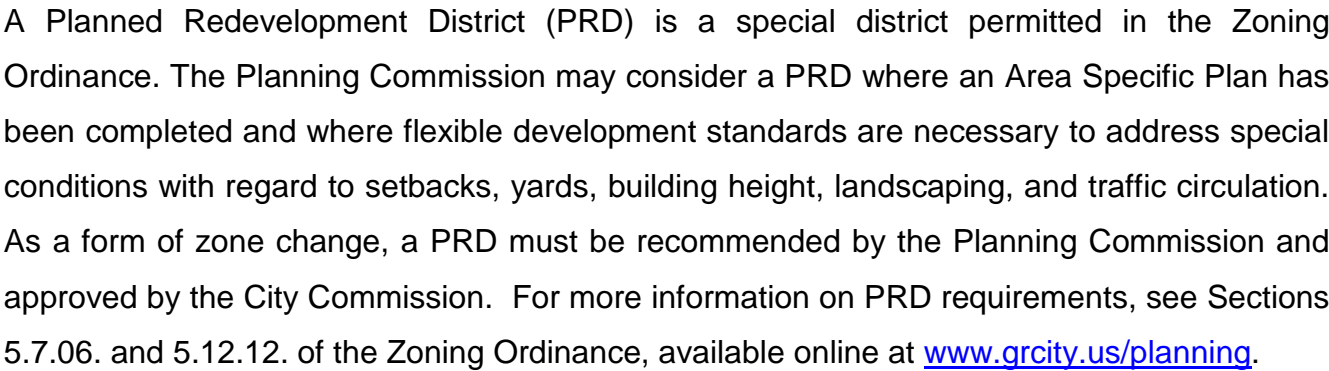 A Planned Redevelopment District (PRD) is a special district permitted in the Zoning
Ordinance. The Planning Commission may consider a PRD where an Area Specific Plan has
been completed and where flexible development standards are necessary to address special
conditions with regard to setbacks, yards, building height, landscaping, and traffic circulation.
As a form of zone change, a PRD must be recommended by the Planning Commission and
approved by the City Commission.  For more information on PRD requirements, see Sections
5.7.06. and 5.12.12. of the Zoning Ordinance, available online at www.grcity.us/planning.